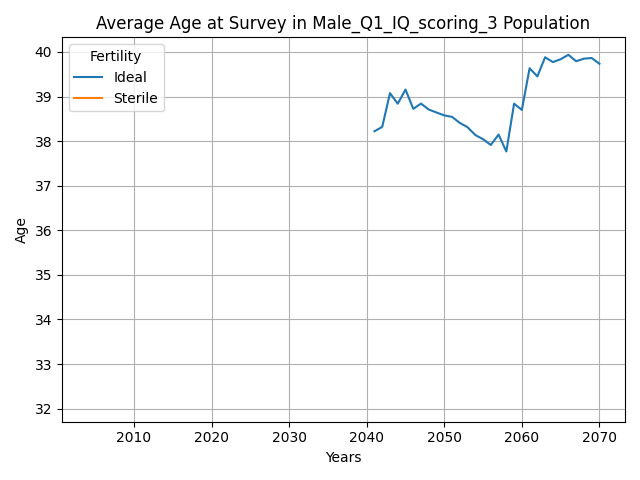 Average Age at Survey in Male_Q1_IQ_scoring_3 Population
Fertility
Ideal
Sterile
40
39
38
37
36
35
34
33
32
Age
2010
2020
2030
2040
2050
2060
2070
Years